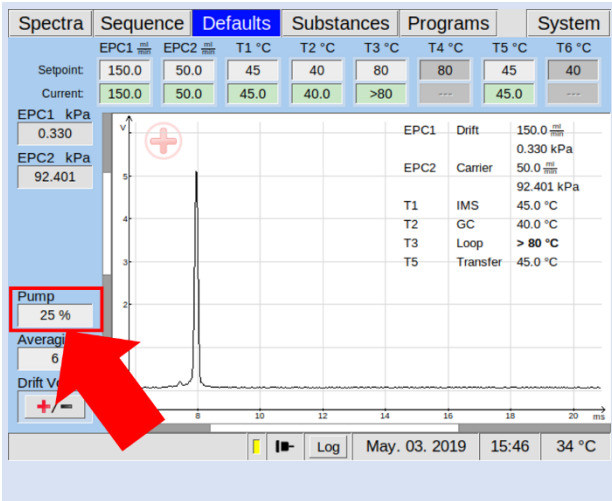 Spectra Sequence Defaults Substances Programs System
EPC1 ml/min EPC2 ml/min T1 °C T2 °C T3 °C T4 °C T5 °C T6 °C
Setpoint: 150.0 50.0 45 40 80 80 45 40
Current: 150.0 50.0 45.0 40.0 >80 --- 45.0 ---
EPC1 kPa
0.330
EPC2 kPa
92.401
Pump
25 %
6
Drift
+/-
V
5
4
3
2
8 10 12 14 16 18 20 ms
EPC1 Drift 150.0 ml/min
0.330 kPa
EPC2 Carrier 50.0 ml/min
92.401 kPa
T1 IMS 45.0 °C
T2 GC 40.0 °C
T3 Loop > 80 °C
T5 Transfer 45.0 °C
Log May. 03. 2019 15:46 34 °C